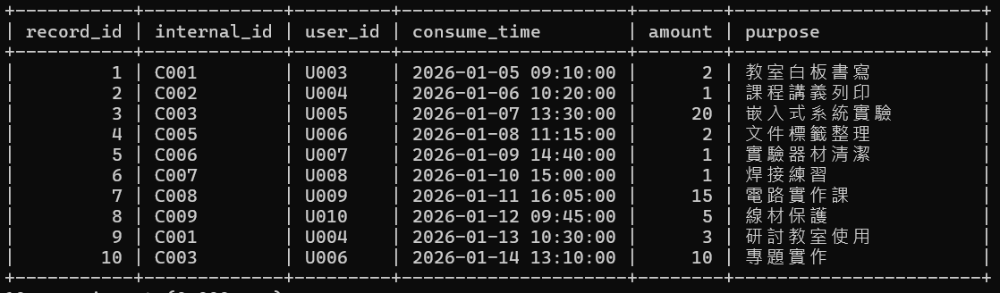 | record_id | internal_id | user_id | consume_time | amount | purpose |
| 1 | C001 | U003 | 2026-01-05 09:10:00 | 2 | 教室白板書寫 |
| 2 | C002 | U004 | 2026-01-06 10:20:00 | 1 | 課程講義列印 |
| 3 | C003 | U005 | 2026-01-07 13:30:00 | 20 | 嵌入式系統實驗 |
| 4 | C005 | U006 | 2026-01-08 11:15:00 | 2 | 文件標籤整理 |
| 5 | C006 | U007 | 2026-01-09 14:40:00 | 1 | 實驗器材清潔 |
| 6 | C007 | U008 | 2026-01-10 15:00:00 | 1 | 焊接練習 |
| 7 | C008 | U009 | 2026-01-11 16:05:00 | 15 | 電路實作課 |
| 8 | C009 | U010 | 2026-01-12 09:45:00 | 5 | 線材保護 |
| 9 | C001 | U004 | 2026-01-13 10:30:00 | 3 | 研討教室使用 |
| 10 | C003 | U006 | 2026-01-14 13:10:00 | 10 | 專題實作 |